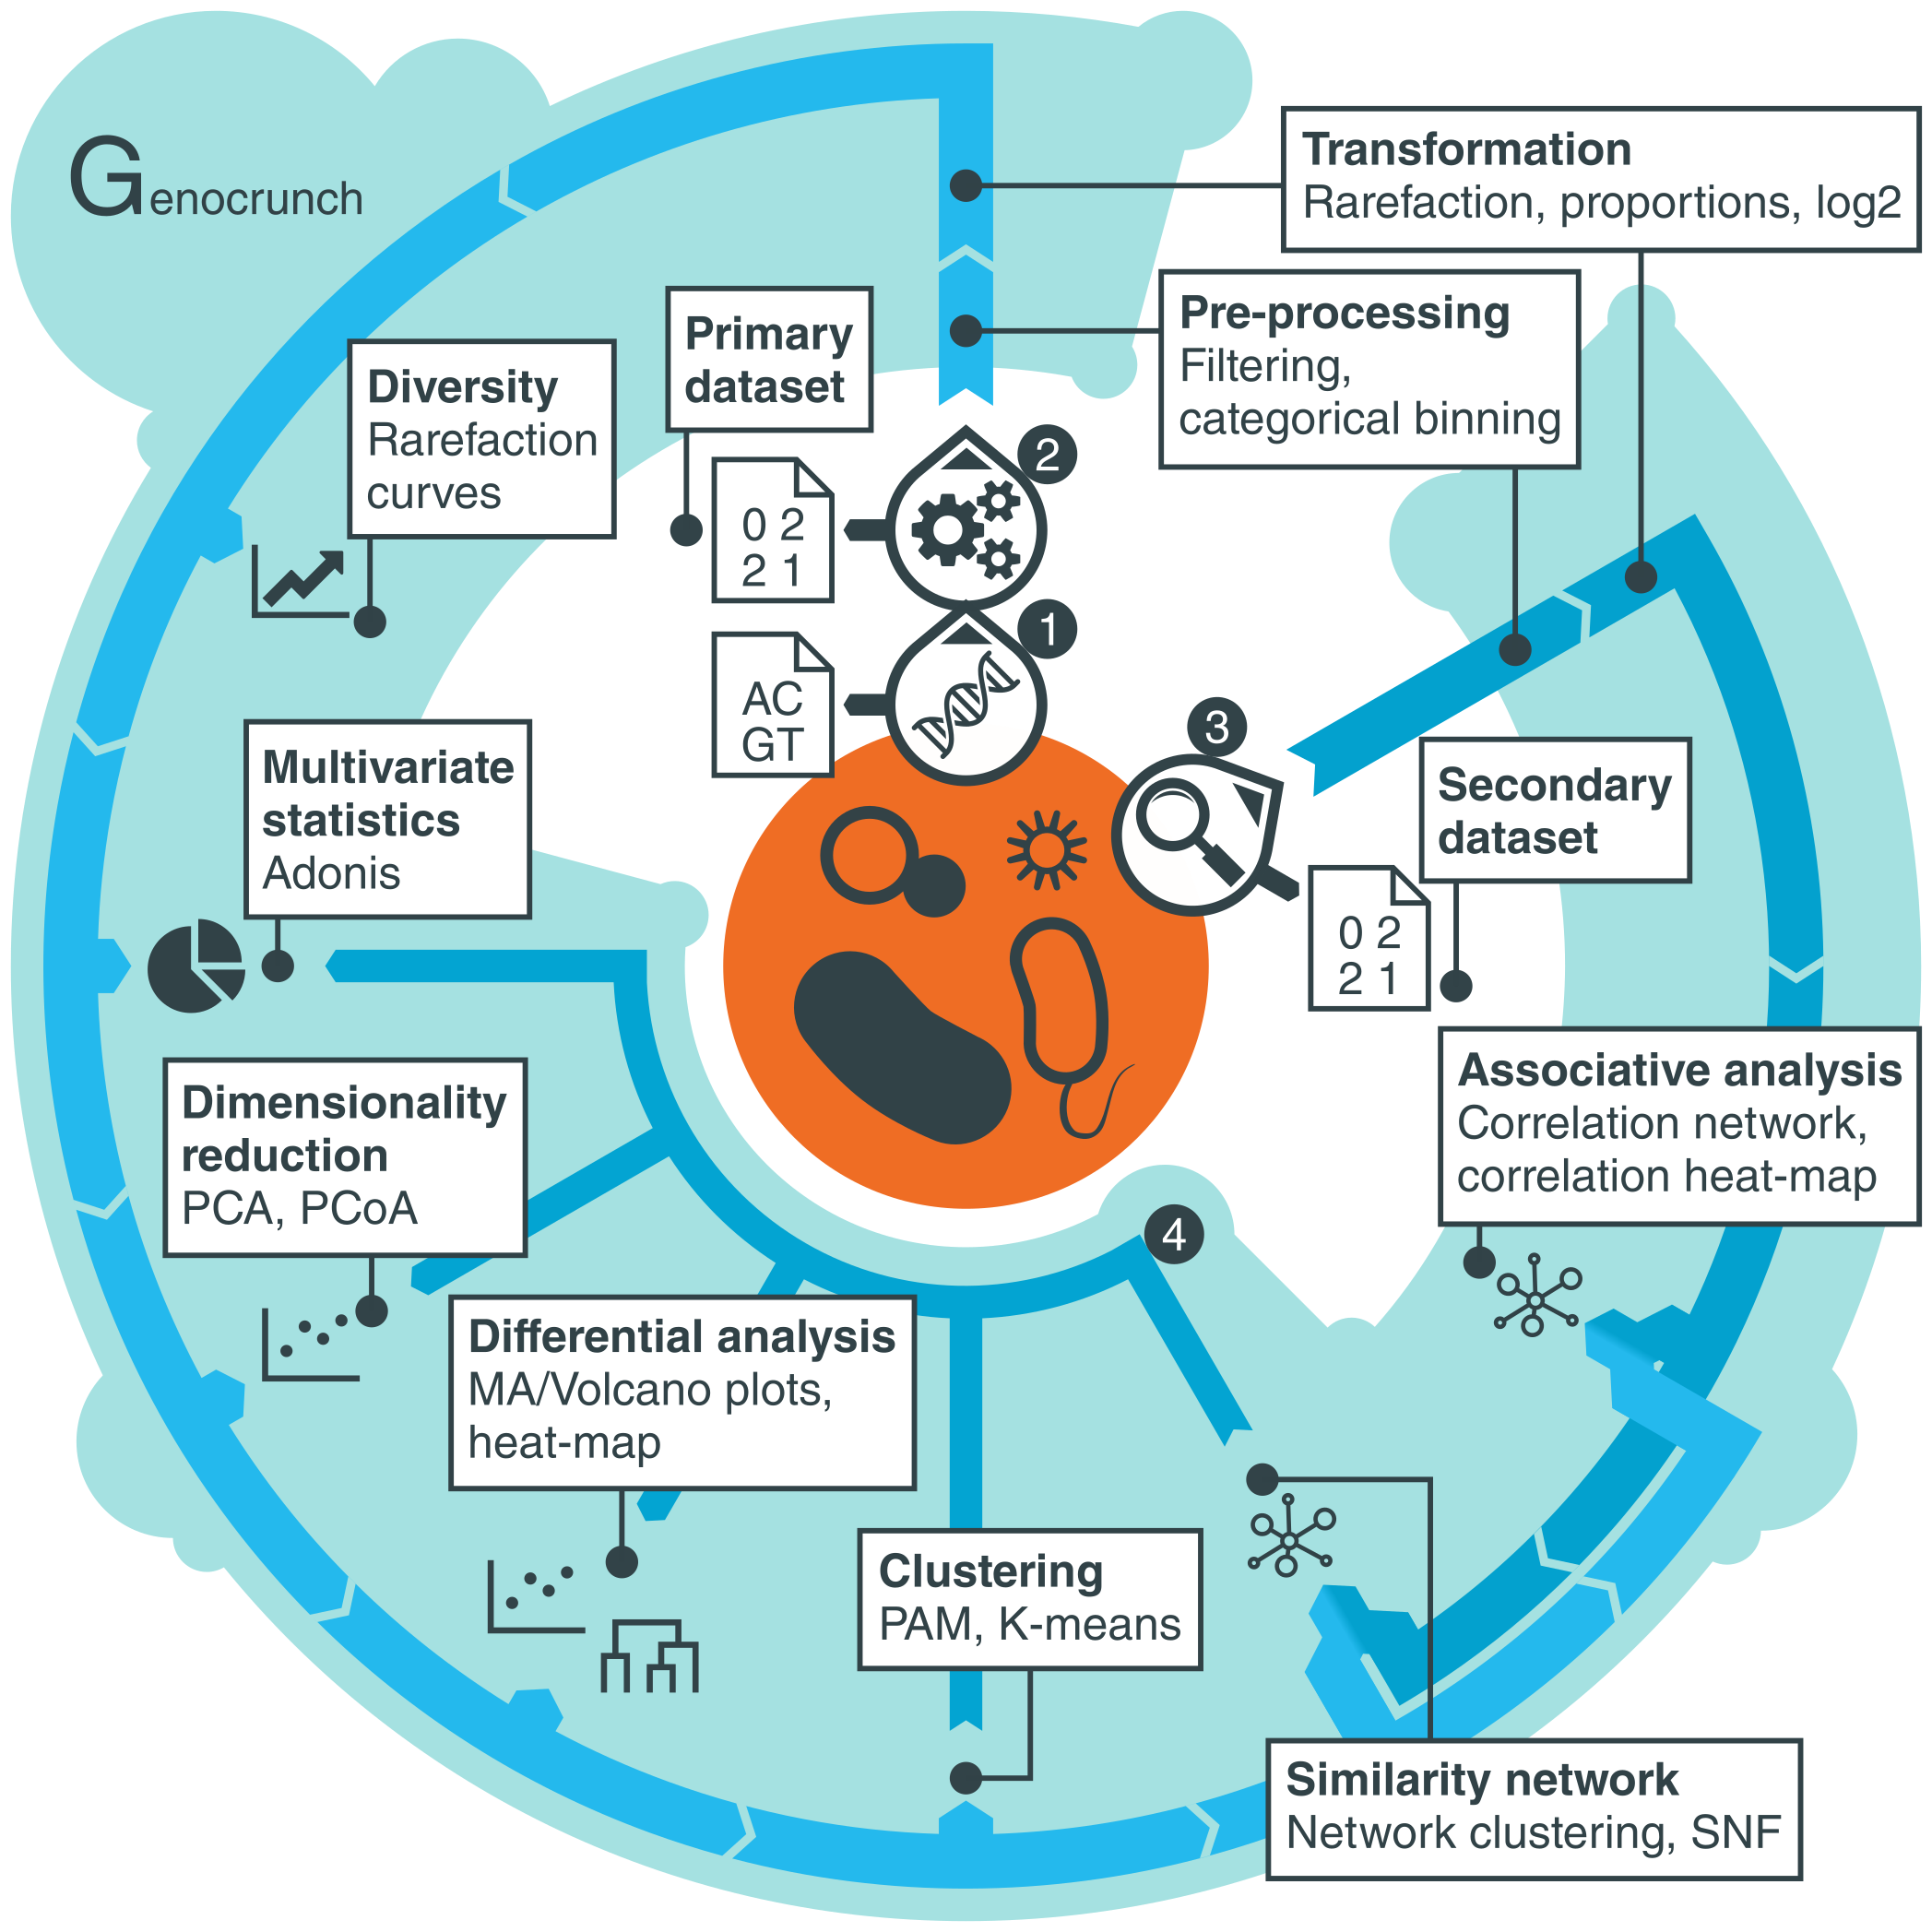 Genocrunch
Transformation
Rarefaction, proportions, log2
Pre-processing
Filtering,
categorical binning
Primary
dataset
Diversity
Rarefaction
curves
2
0 2
2 1
1
AC
GT
3
Secondary
dataset
0 2
2 1
Multivariate
statistics
Adonis
Associative analysis
Correlation network,
correlation heat-map
Dimensionality
reduction
PCA, PCoA
4
Differential analysis
MA/Volcano plots,
heat-map
Clustering
PAM, K-means
Similarity network
Network clustering, SNF